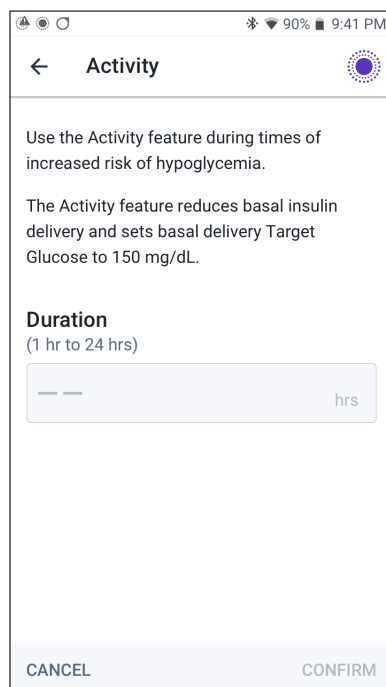 90% 9:41 PM
Activity
Use the Activity feature during times of
increased risk of hypoglycemia.
The Activity feature reduces basal insulin
delivery and sets basal delivery Target
Glucose to 150 mg/dL.
Duration
(1 hr to 24 hrs)
— — hrs
CANCEL CONFIRM